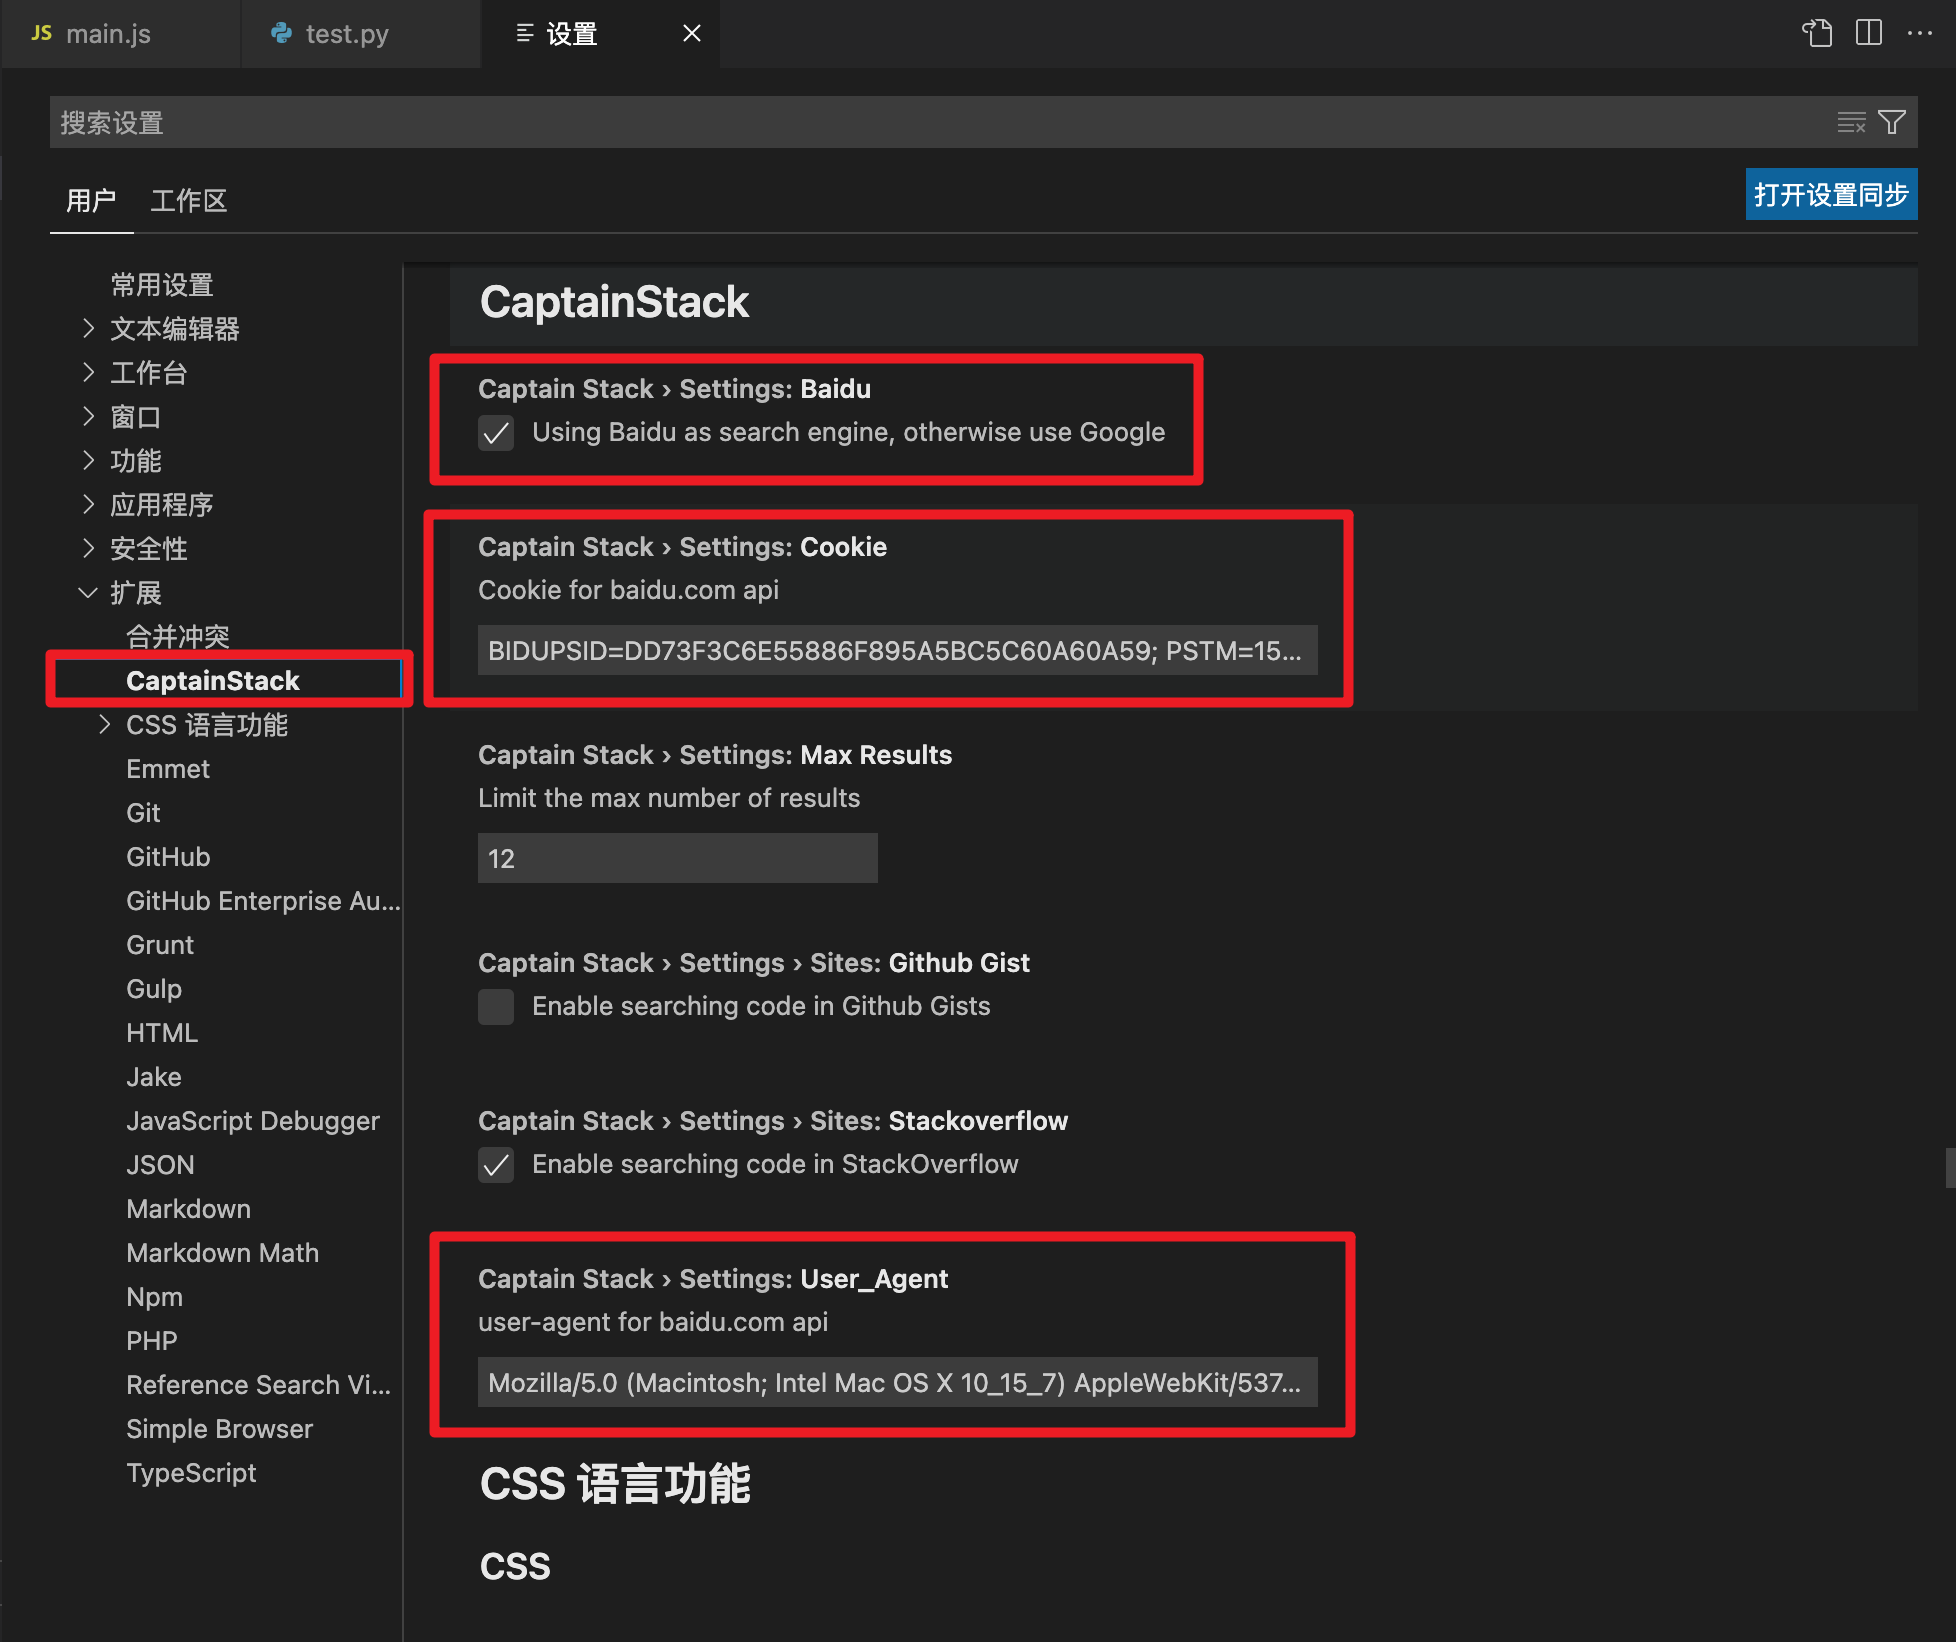 JS main.js
test.py
设置
搜索设置
用户 工作区
打开设置同步
常用设置
文本编辑器
工作台
窗口
功能
应用程序
安全性
扩展
合并冲突
CaptainStack
CSS 语言功能
Emmet
Git
GitHub
GitHub Enterprise Au...
Grunt
Gulp
HTML
Jake
JavaScript Debugger
JSON
Markdown
Markdown Math
Npm
PHP
Reference Search Vi...
Simple Browser
TypeScript
CaptainStack
Captain Stack › Settings: Baidu
Using Baidu as search engine, otherwise use Google
Captain Stack › Settings: Cookie
Cookie for baidu.com api
BIDUPSID=DD73F3C6E55886F895A5BC5C60A60A59; PSTM=15...
Captain Stack › Settings: Max Results
Limit the max number of results
12
Captain Stack › Settings › Sites: Github Gist
Enable searching code in Github Gists
Captain Stack › Settings › Sites: Stackoverflow
Enable searching code in StackOverflow
Captain Stack › Settings: User_Agent
user-agent for baidu.com api
Mozilla/5.0 (Macintosh; Intel Mac OS X 10_15_7) AppleWebKit/537...
CSS 语言功能
CSS